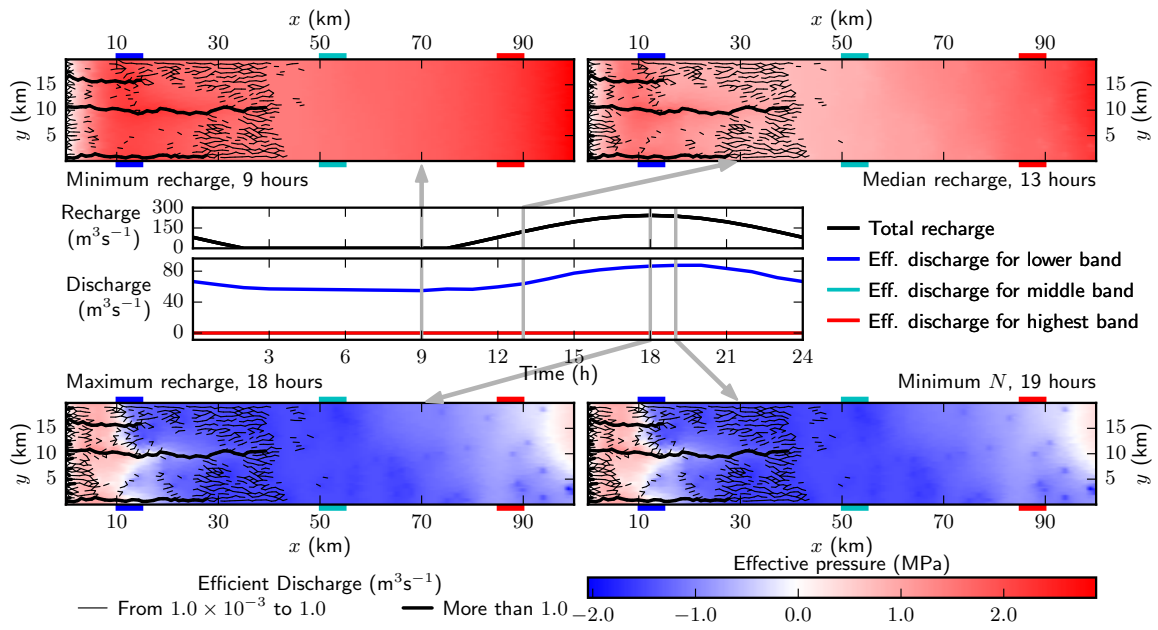 x (km) x (km)
10 30 50 70 90 10 30 50 70 90
y (km) 15 10 5 15 10 5 y (km)
Minimum recharge, 9 hours Median recharge, 13 hours
Recharge (m³s⁻¹) 300 150 0
Discharge (m³s⁻¹) 80 40 0
3 6 9 12 15 18 21 24
Time (h)
Total recharge
Eff. discharge for lower band
Eff. discharge for middle band
Eff. discharge for highest band
Maximum recharge, 18 hours Minimum N, 19 hours
y (km) 15 10 5 15 10 5 y (km)
10 30 50 70 90 10 30 50 70 90
x (km) x (km)
Efficient Discharge (m³s⁻¹)
From 1.0 × 10⁻³ to 1.0 More than 1.0
Effective pressure (MPa)
−2.0 −1.0 0.0 1.0 2.0